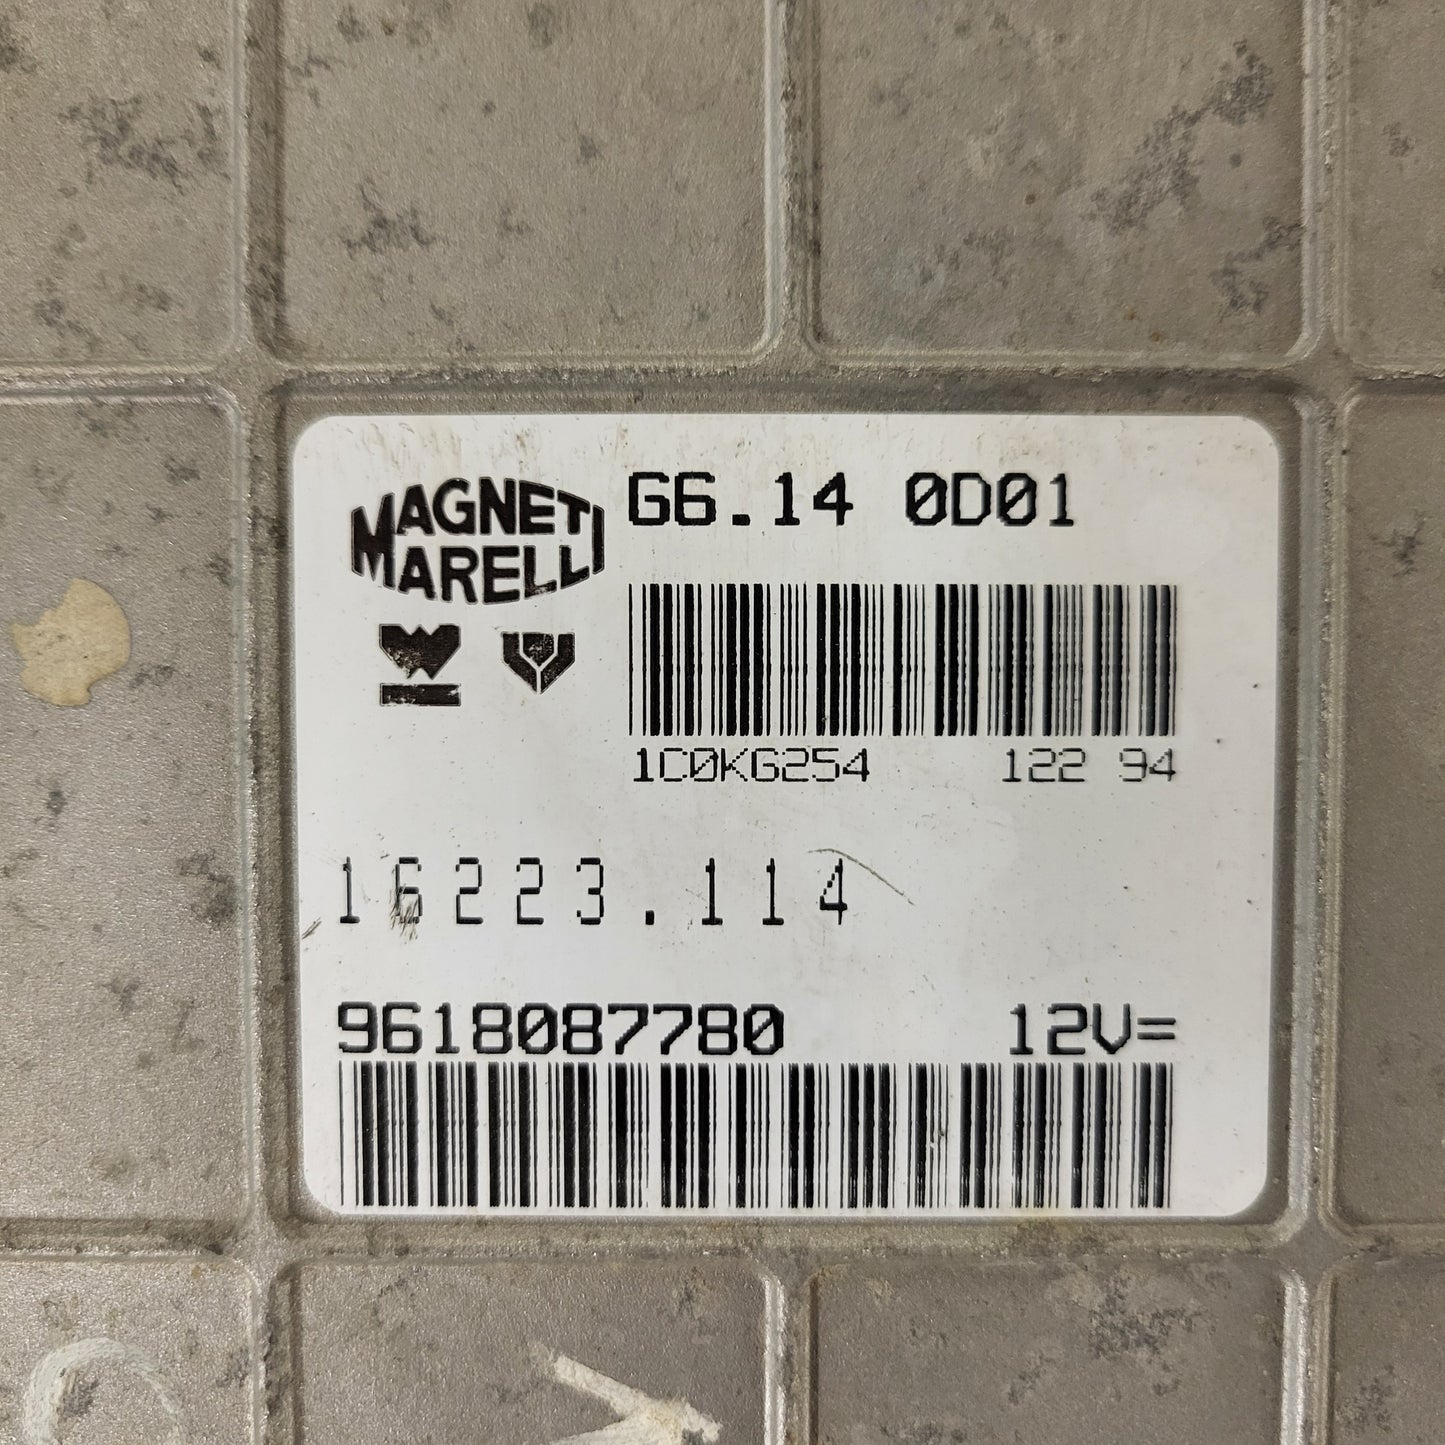 MAGNETI
MARELLI
G6.14 0D01
1C0KG254 122 94
16223.114
9618087780 12V=